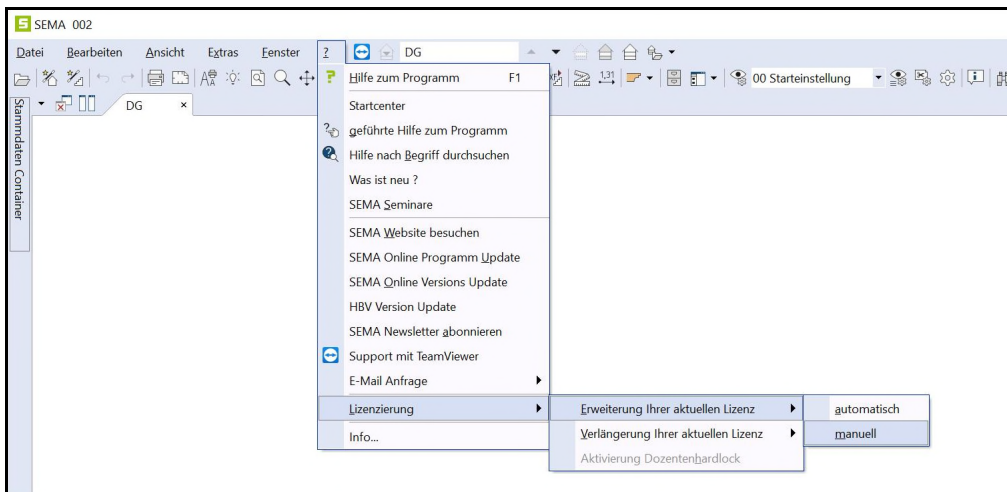 SEMA 002
Datei Bearbeiten Ansicht Extras Fenster ? DG
1,31 00 Starteinstellung
DG
Stammdaten Container
Hilfe zum Programm F1
Startcenter
geführte Hilfe zum Programm
Hilfe nach Begriff durchsuchen
Was ist neu ?
SEMA Seminare
SEMA Website besuchen
SEMA Online Programm Update
SEMA Online Versions Update
HBV Version Update
SEMA Newsletter abonnieren
Support mit TeamViewer
E-Mail Anfrage
Lizenzierung
Info...
Erweiterung Ihrer aktuellen Lizenz
Verlängerung Ihrer aktuellen Lizenz
Aktivierung Dozentenhardlock
automatisch
manuell